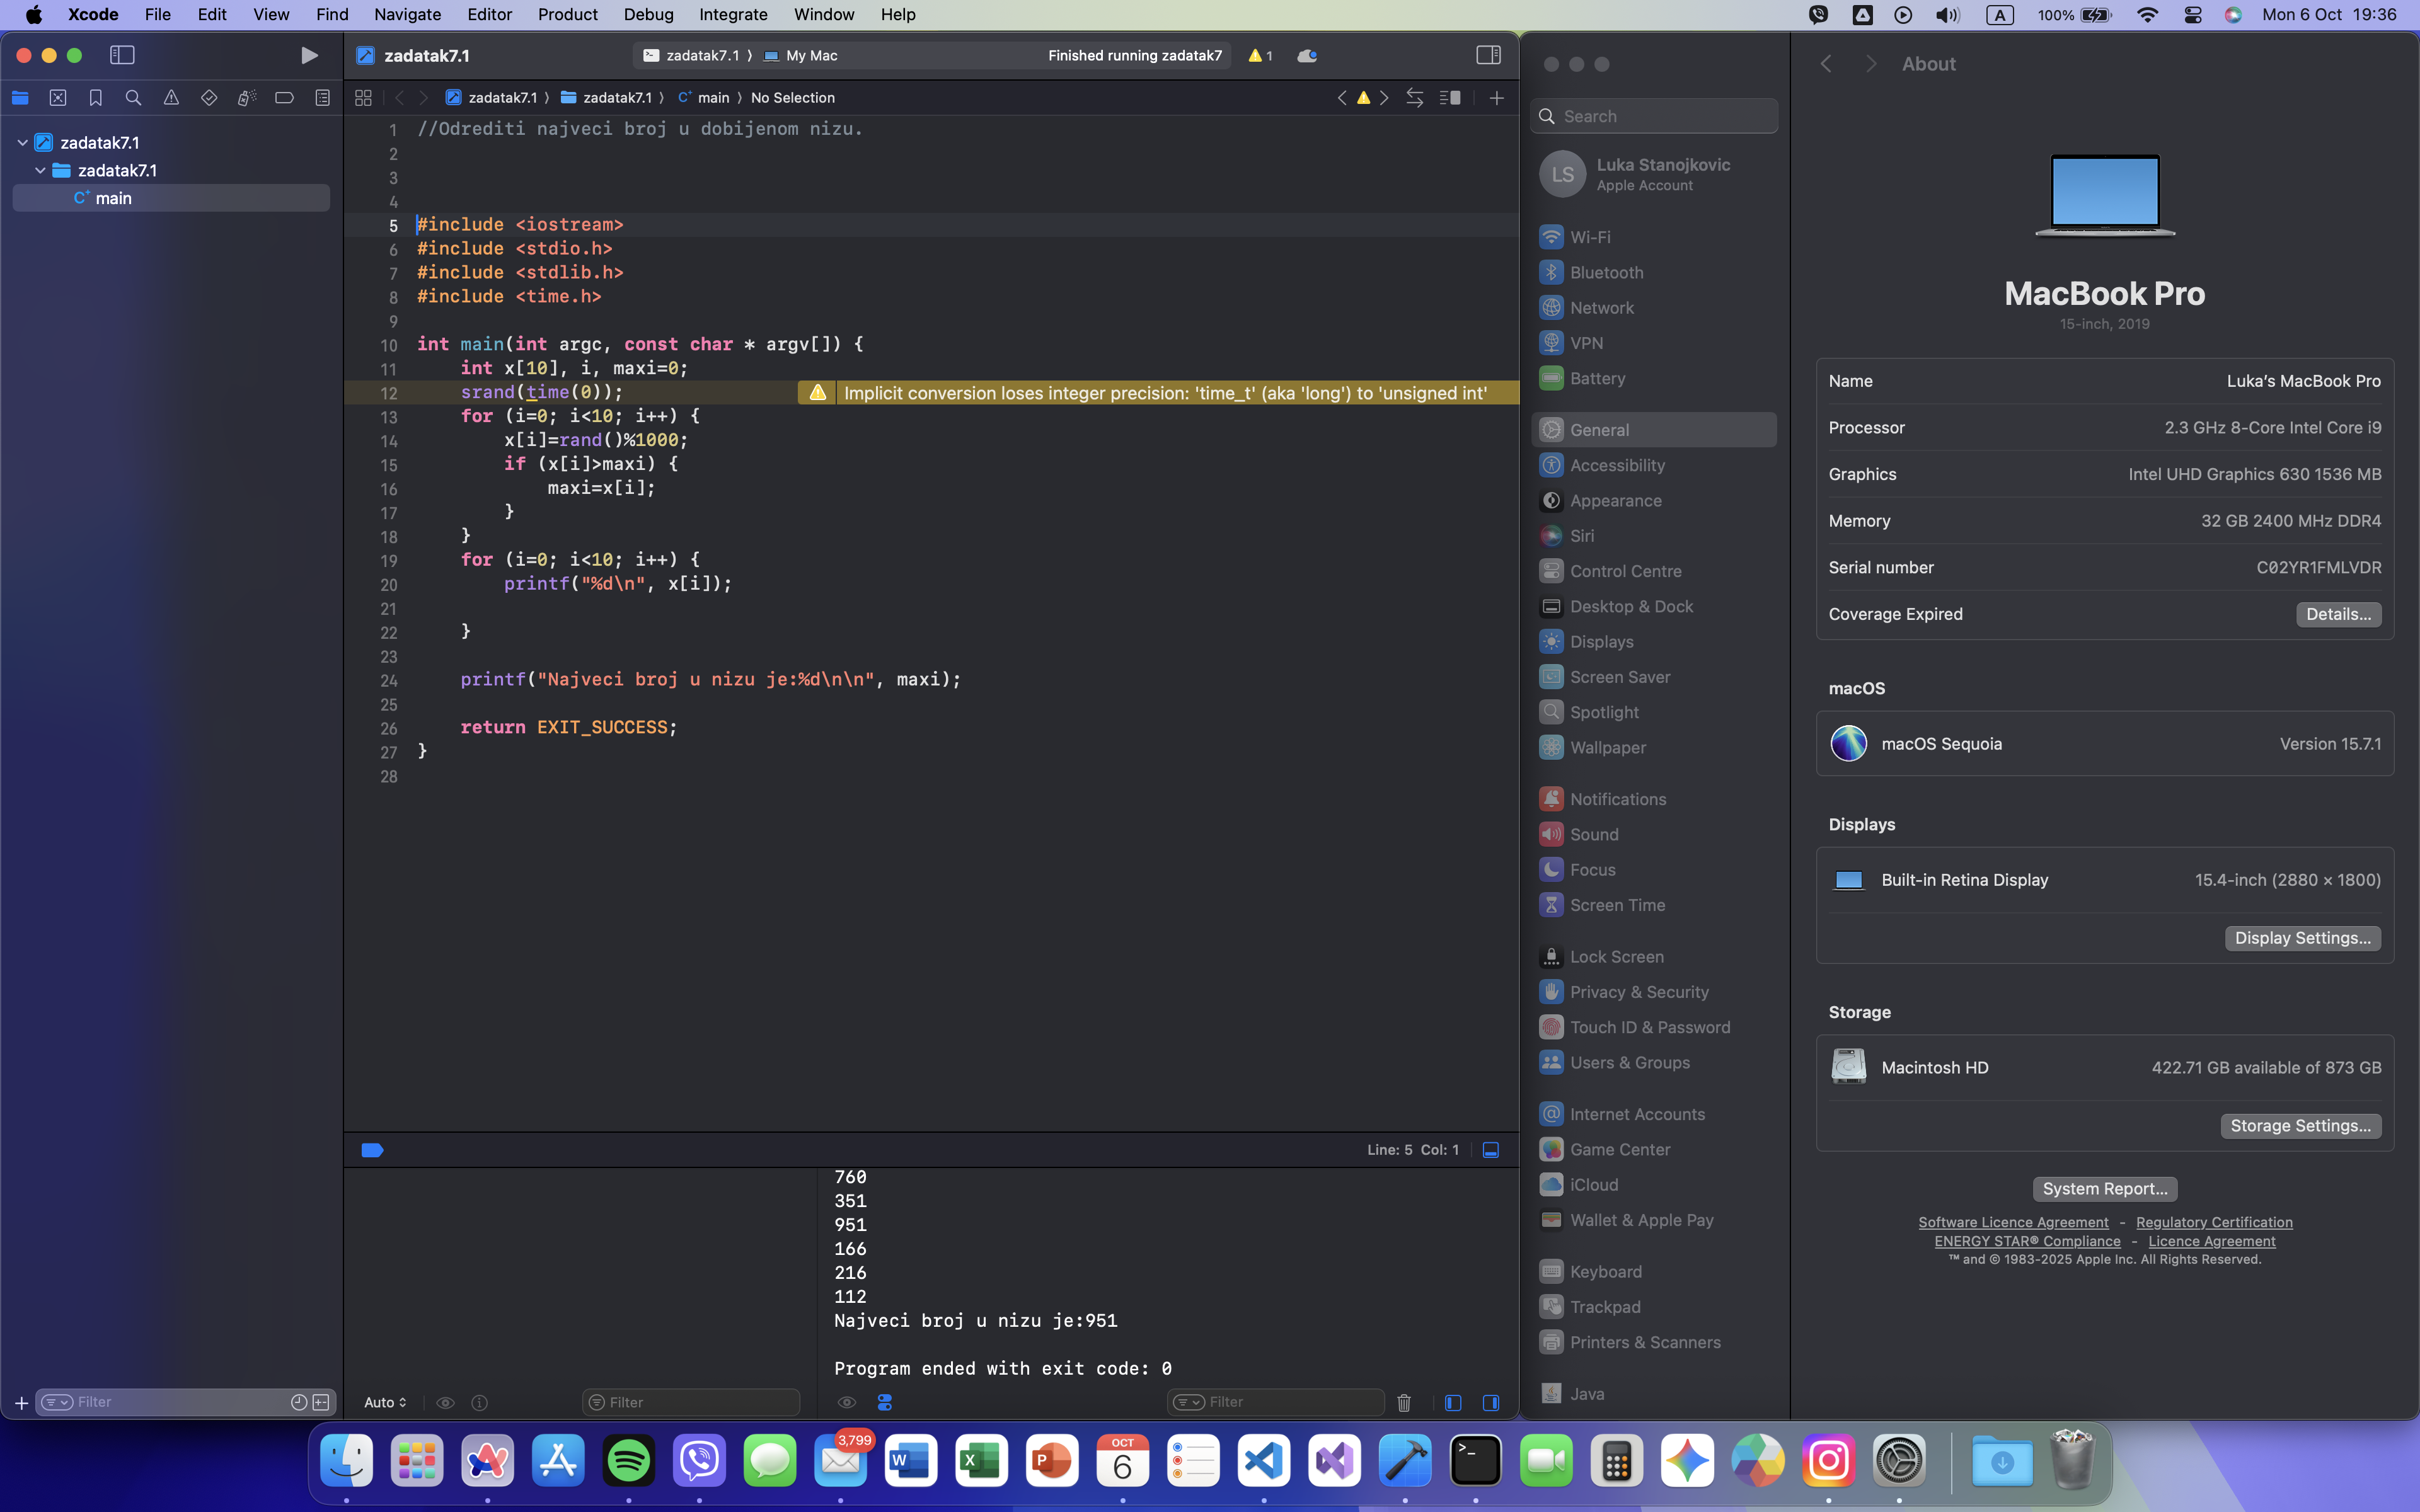 Xcode File Edit View Find Navigate Editor Product Debug Integrate Window Help
A 100% Mon 6 Oct 19:36
zadatak7.1
zadatak7.1 My Mac Finished running zadatak7 1
zadatak7.1 zadatak7.1 C+ main No Selection
zadatak7.1
zadatak7.1
C+ main
1 //Odrediti najveci broj u dobijenom nizu.
2
3
4
5 #include <iostream>
6 #include <stdio.h>
7 #include <stdlib.h>
8 #include <time.h>
9
10 int main(int argc, const char * argv[]) {
11 int x[10], i, maxi=0;
12 srand(time(0)); Implicit conversion loses integer precision: 'time_t' (aka 'long') to 'unsigned int'
13 for (i=0; i<10; i++) {
14 x[i]=rand()%1000;
15 if (x[i]>maxi) {
16 maxi=x[i];
17 }
18 }
19 for (i=0; i<10; i++) {
20 printf("%d\n", x[i]);
21
22 }
23
24 printf("Najveci broj u nizu je:%d\n\n", maxi);
25
26 return EXIT_SUCCESS;
27 }
28
Line: 5 Col: 1
760
351
951
166
216
112
Najveci broj u nizu je:951
Program ended with exit code: 0
Filter
Auto
Filter
Filter
Search
LS
Luka Stanojkovic
Apple Account
Wi-Fi
Bluetooth
Network
VPN
Battery
General
Accessibility
Appearance
Siri
Control Centre
Desktop & Dock
Displays
Screen Saver
Spotlight
Wallpaper
Notifications
Sound
Focus
Screen Time
Lock Screen
Privacy & Security
Touch ID & Password
Users & Groups
Internet Accounts
Game Center
iCloud
Wallet & Apple Pay
Keyboard
Trackpad
Printers & Scanners
Java
About
MacBook Pro
15-inch, 2019
Name Luka’s MacBook Pro
Processor 2.3 GHz 8-Core Intel Core i9
Graphics Intel UHD Graphics 630 1536 MB
Memory 32 GB 2400 MHz DDR4
Serial number C02YR1FMLVDR
Coverage Expired Details...
macOS
macOS Sequoia Version 15.7.1
Displays
Built-in Retina Display 15.4-inch (2880 × 1800)
Display Settings...
Storage
Macintosh HD 422.71 GB available of 873 GB
Storage Settings...
System Report...
Software Licence Agreement - Regulatory Certification
ENERGY STAR® Compliance - Licence Agreement
™ and © 1983-2025 Apple Inc. All Rights Reserved.
3,799
W
X
P
OCT
6
>_